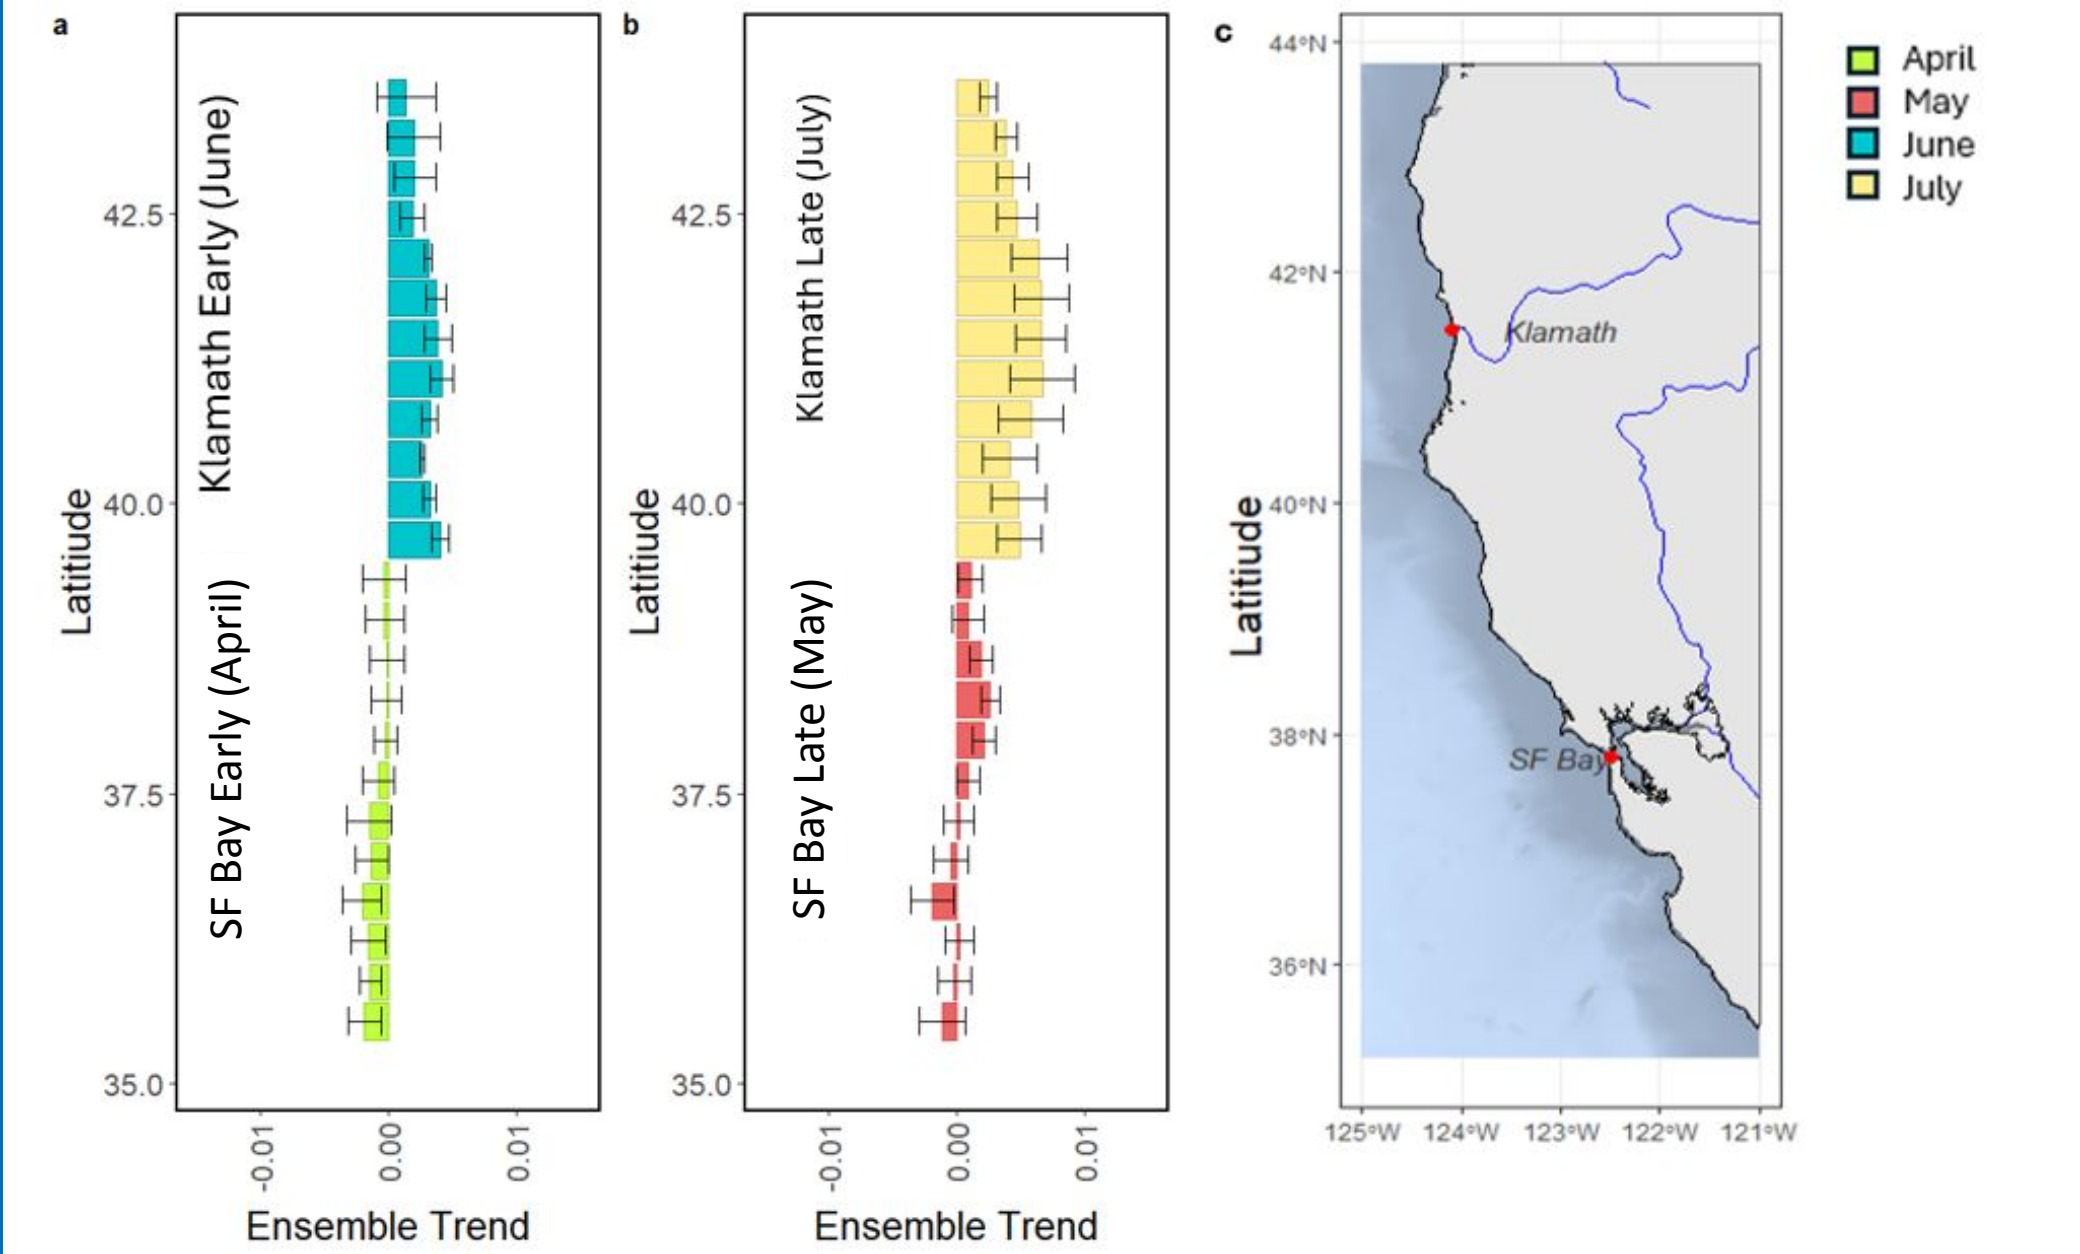 a
Klamath Early (June)
SF Bay Early (April)
Latitiude
42.5
40.0
37.5
35.0
-0.01
0.00
0.01
Ensemble Trend
b
Klamath Late (July)
SF Bay Late (May)
Latitiude
42.5
40.0
37.5
35.0
-0.01
0.00
0.01
Ensemble Trend
c
Latitiude
44°N
42°N
40°N
38°N
36°N
Klamath
SF Bay
125°W
124°W
123°W
122°W
121°W
April
May
June
July